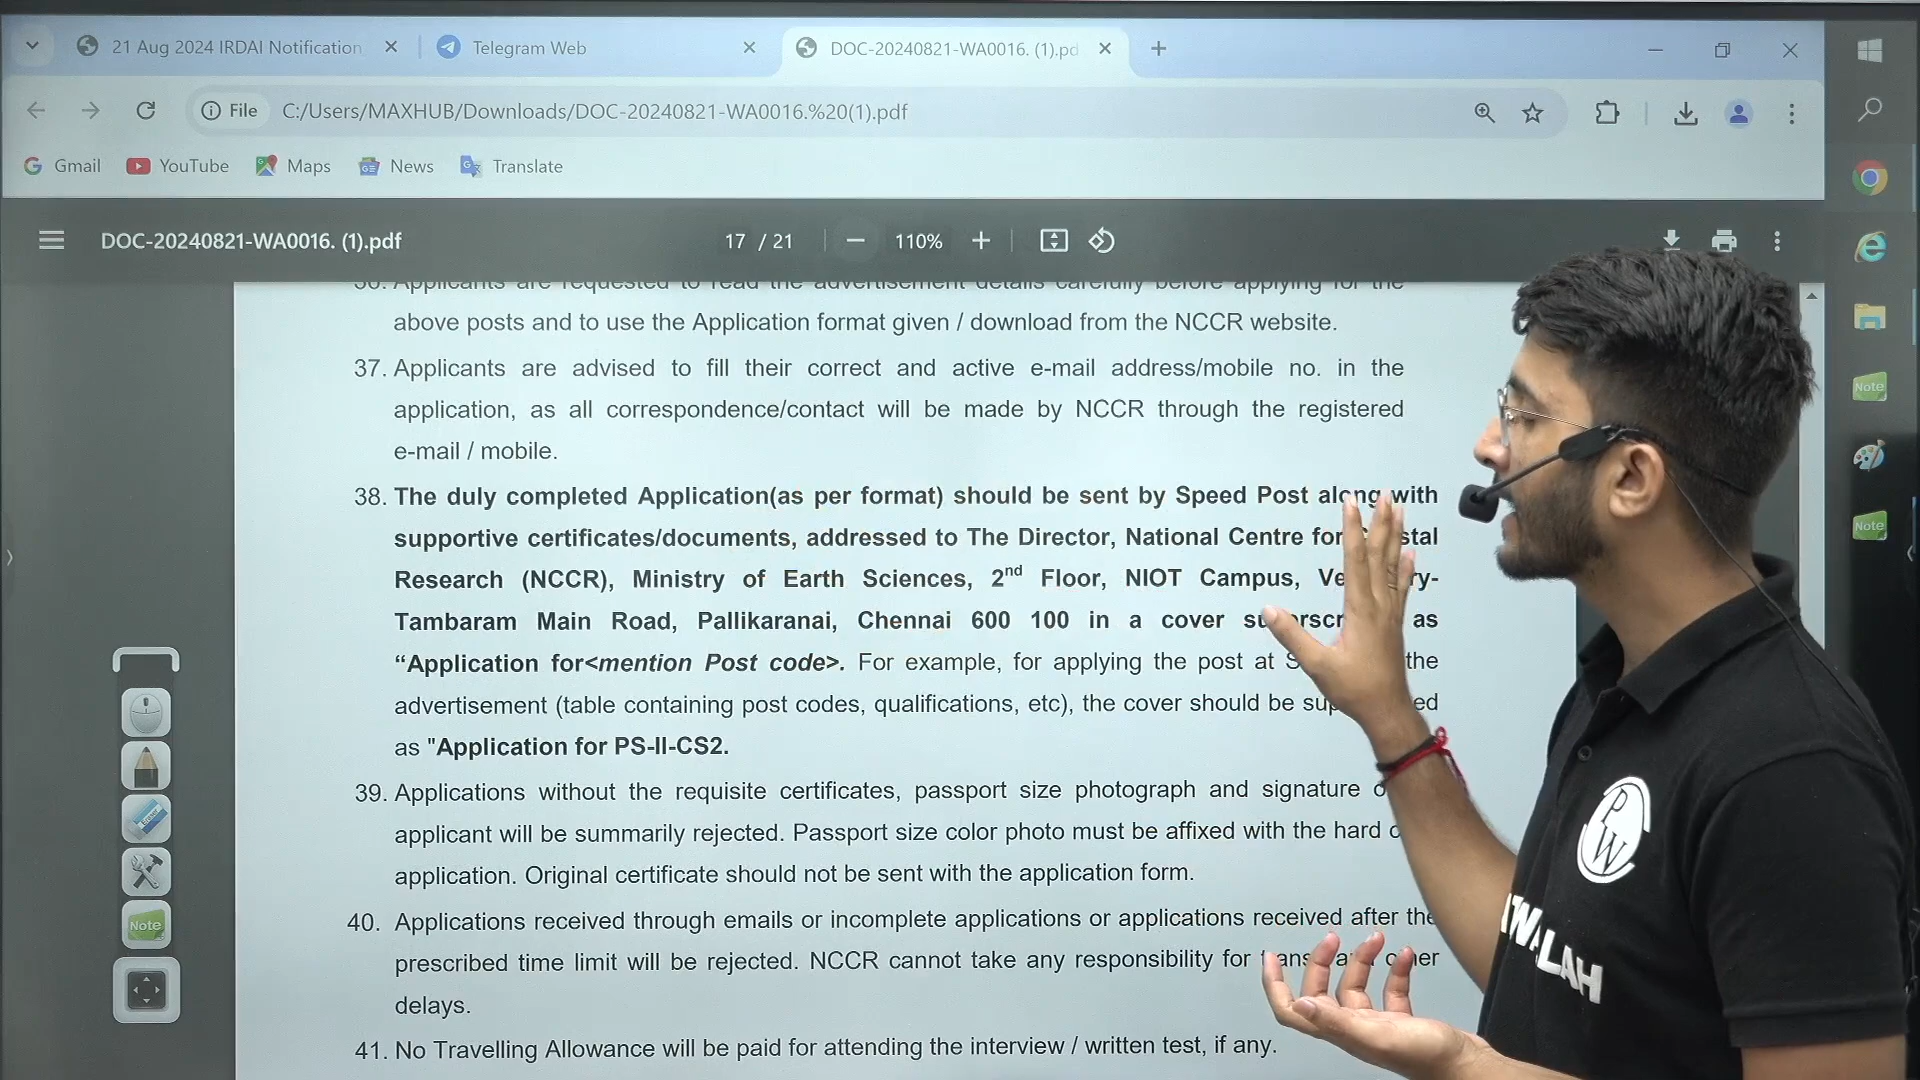 21 Aug 2024 IRDAI Notification
Telegram Web
DOC-20240821-WA0016. (1).pd
File
C:/Users/MAXHUB/Downloads/DOC-20240821-WA0016.%20(1).pdf
Gmail
YouTube
Maps
News
Translate
DOC-20240821-WA0016. (1).pdf
17 / 21
110%
36. Applicants are requested to read the advertisement details carefully before applying for the
above posts and to use the Application format given / download from the NCCR website.
37. Applicants are advised to fill their correct and active e-mail address/mobile no. in the
application, as all correspondence/contact will be made by NCCR through the registered
e-mail / mobile.
38. The duly completed Application(as per format) should be sent by Speed Post along with
supportive certificates/documents, addressed to The Director, National Centre for
Research (NCCR), Ministry of Earth Sciences, 2nd Floor, NIOT Campus,
Tambaram Main Road, Pallikaranai, Chennai 600 100 in a cover as
“Application for<mention Post code>. For example, for applying the post at the
advertisement (table containing post codes, qualifications, etc), the cover should be
as "Application for PS-II-CS2.
39. Applications without the requisite certificates, passport size photograph and signature
applicant will be summarily rejected. Passport size color photo must be affixed with the hard
application. Original certificate should not be sent with the application form.
40. Applications received through emails or incomplete applications or applications received after the
prescribed time limit will be rejected. NCCR cannot take any responsibility for
delays.
41. No Travelling Allowance will be paid for attending the interview / written test, if any.
Note
Note
Note
PW